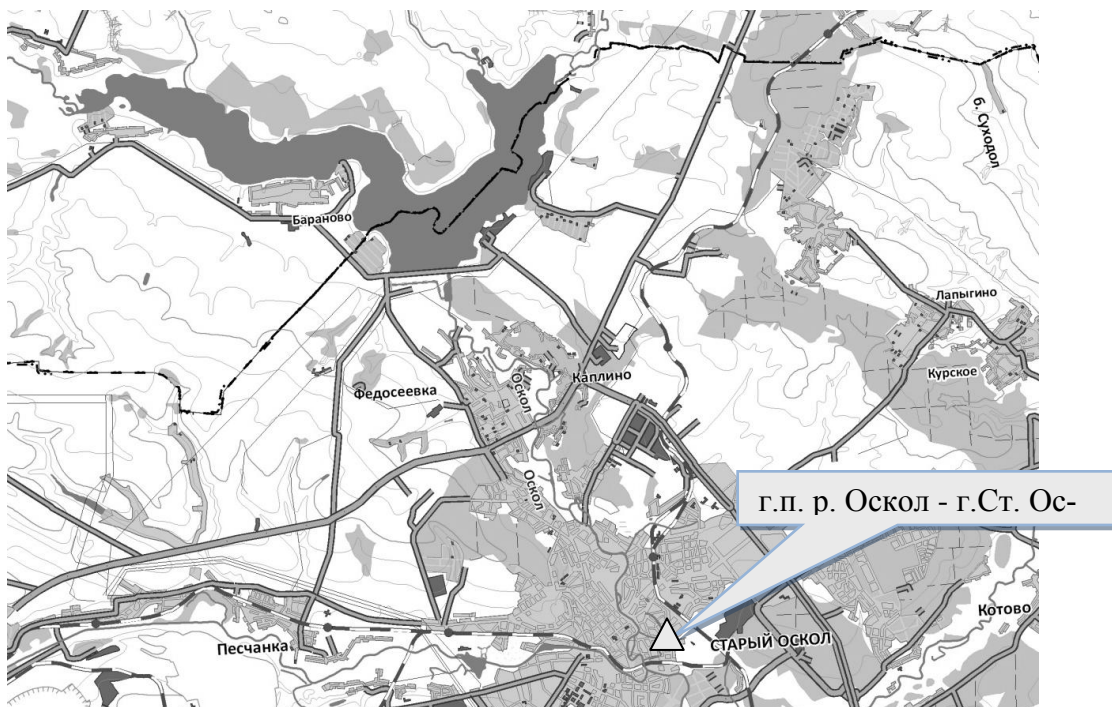 б. Суходол
Бараново
Лапыгино
Курское
Каплино
Федосеевка
Оскол
Оскол
г.п. р. Оскол - г.Ст. Ос-
Котово
СТАРЫЙ ОСКОЛ
Песчанка